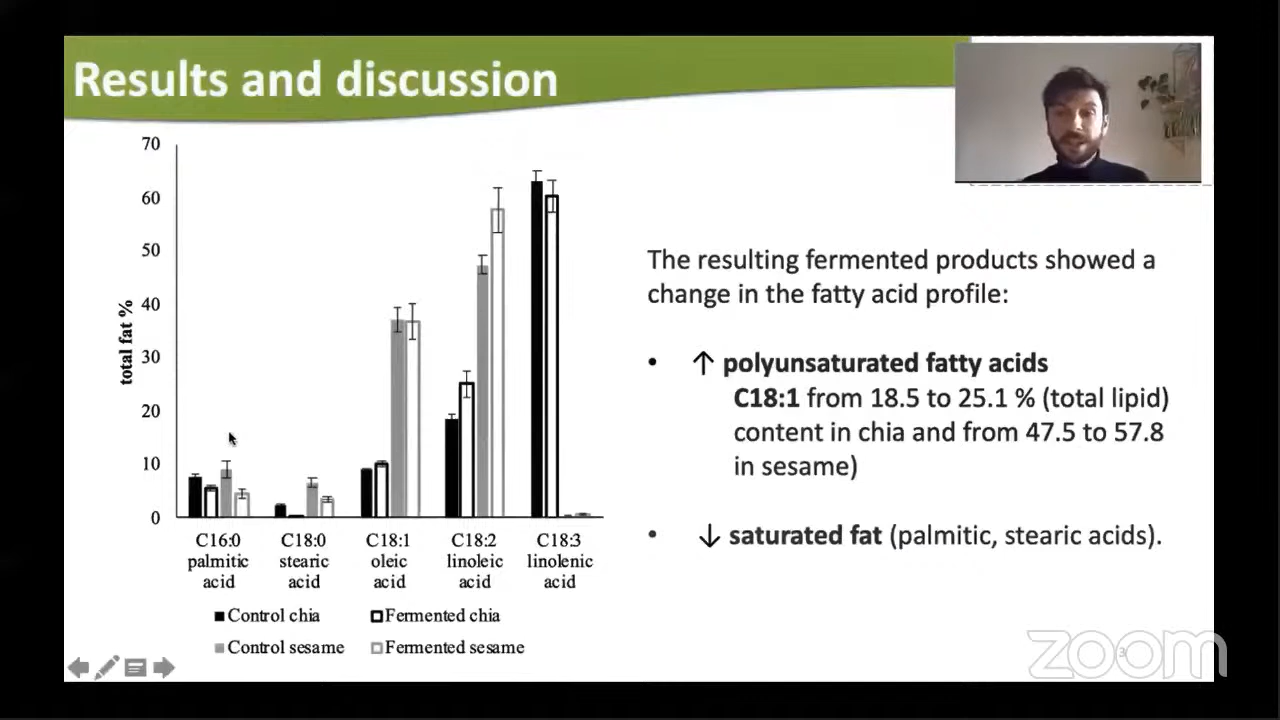 Results and discussion
70
60
50
40
30
20
10
0
total fat %
C16:0 C18:0 C18:1 C18:2 C18:3
palmitic stearic oleic linoleic linolenic
acid acid acid acid acid
Control chia Fermented chia
Control sesame Fermented sesame
The resulting fermented products showed a
change in the fatty acid profile:
• ↑ polyunsaturated fatty acids
C18:1 from 18.5 to 25.1 % (total lipid)
content in chia and from 47.5 to 57.8
in sesame)
• ↓ saturated fat (palmitic, stearic acids).
3
zoom